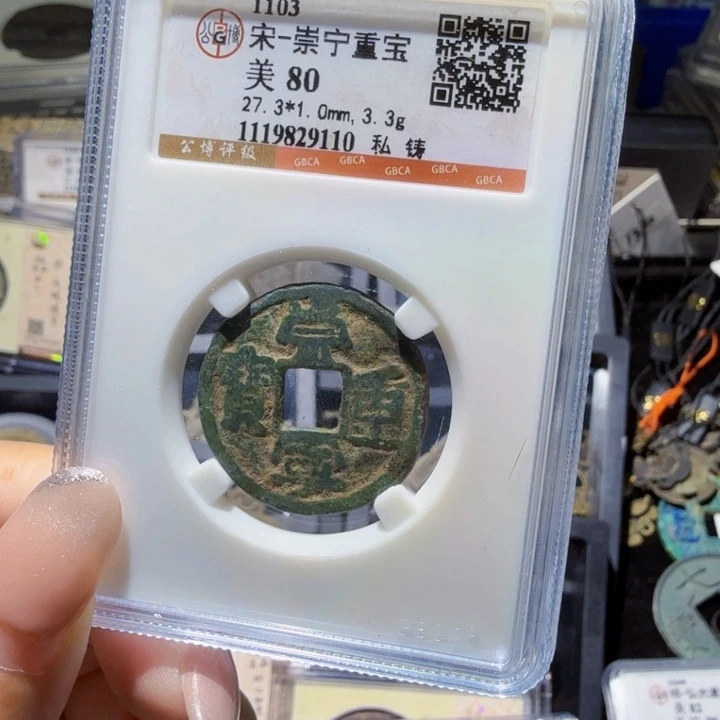 1103
公 博
宋-崇宁重宝
美 80
27.3*1.0mm, 3.3g
1119829110 私 铸
公博评级 GBCA GBCA GBCA GBCA GBCA
崇
寳 重
寧